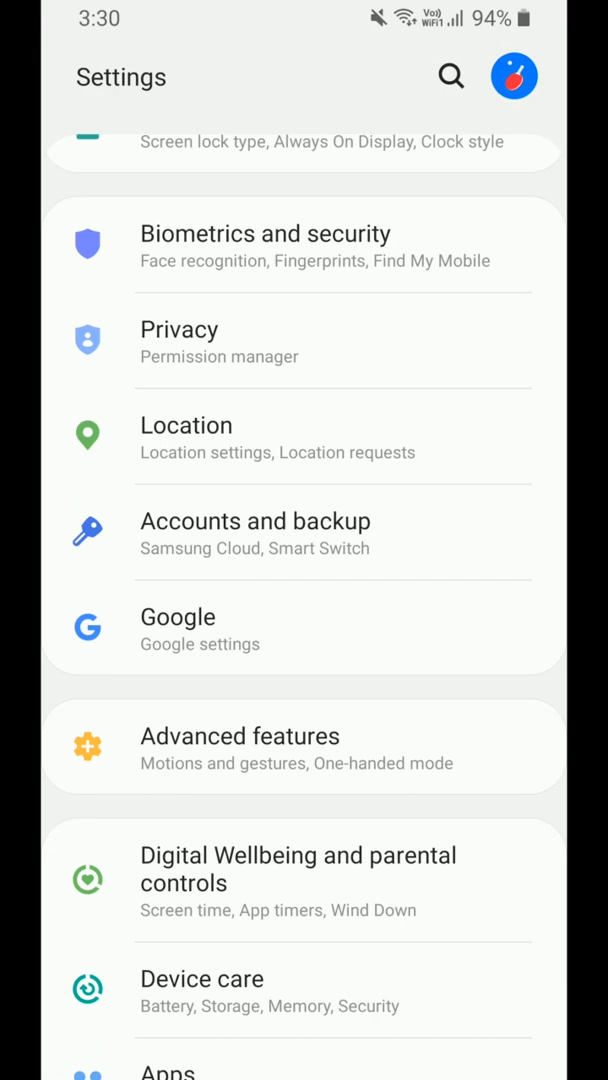 3:30
Vo))
WiFi1
94%
Settings
Screen lock type, Always On Display, Clock style
Biometrics and security
Face recognition, Fingerprints, Find My Mobile
Privacy
Permission manager
Location
Location settings, Location requests
Accounts and backup
Samsung Cloud, Smart Switch
Google
Google settings
Advanced features
Motions and gestures, One-handed mode
Digital Wellbeing and parental
controls
Screen time, App timers, Wind Down
Device care
Battery, Storage, Memory, Security
Apps